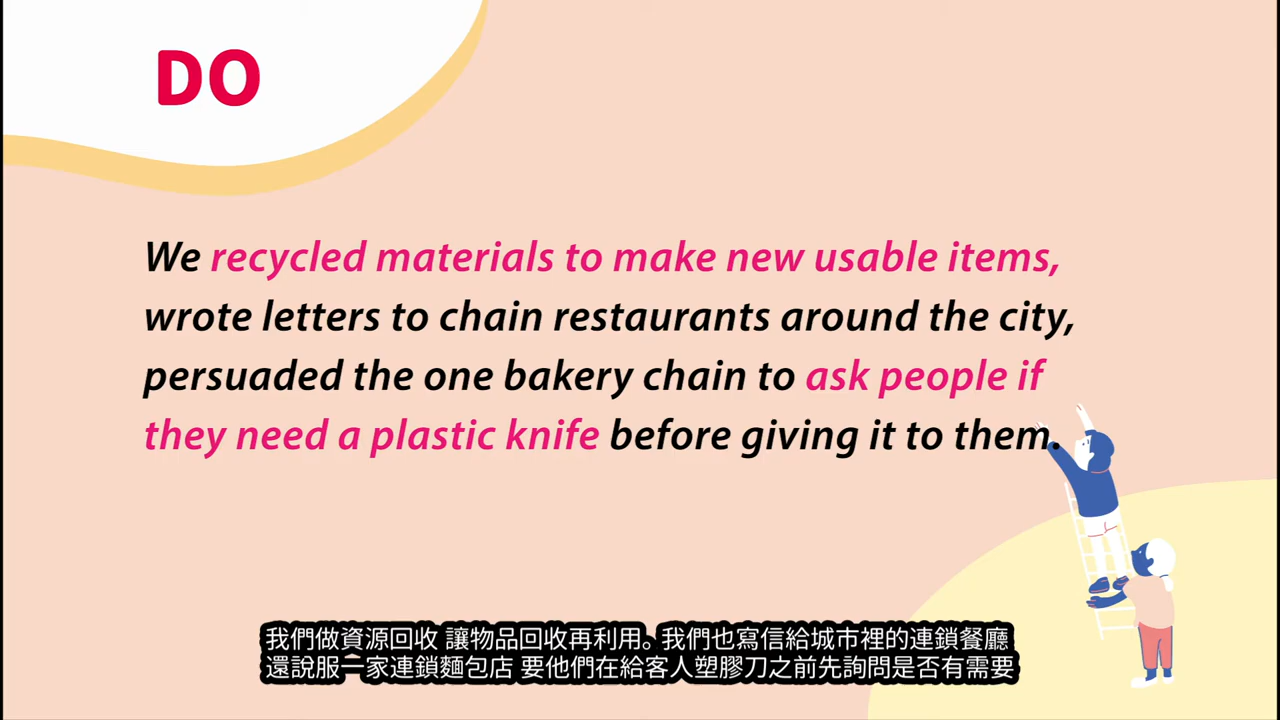 DO
We recycled materials to make new usable items,
wrote letters to chain restaurants around the city,
persuaded the one bakery chain to ask people if
they need a plastic knife before giving it to them.
我們做資源回收 讓物品回收再利用。我們也寫信給城市裡的連鎖餐廳
還說服一家連鎖麵包店 要他們在給客人塑膠刀之前先詢問是否有需要